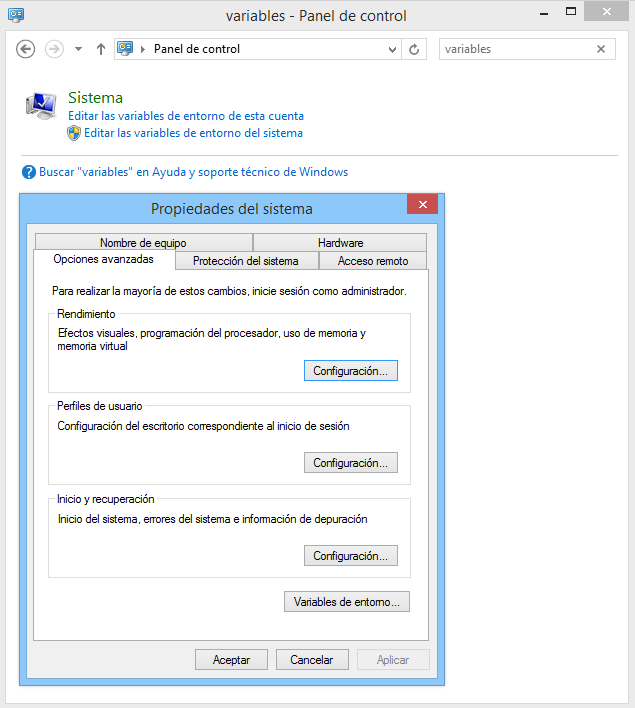 variables - Panel de control
Panel de control
variables
Sistema
Editar las variables de entorno de esta cuenta
Editar las variables de entorno del sistema
Buscar "variables" en Ayuda y soporte técnico de Windows
Propiedades del sistema
Nombre de equipo
Hardware
Opciones avanzadas
Protección del sistema
Acceso remoto
Para realizar la mayoría de estos cambios, inicie sesión como administrador.
Rendimiento
Efectos visuales, programación del procesador, uso de memoria y
memoria virtual
Configuración...
Perfiles de usuario
Configuración del escritorio correspondiente al inicio de sesión
Configuración...
Inicio y recuperación
Inicio del sistema, errores del sistema e información de depuración
Configuración...
Variables de entorno...
Aceptar
Cancelar
Aplicar